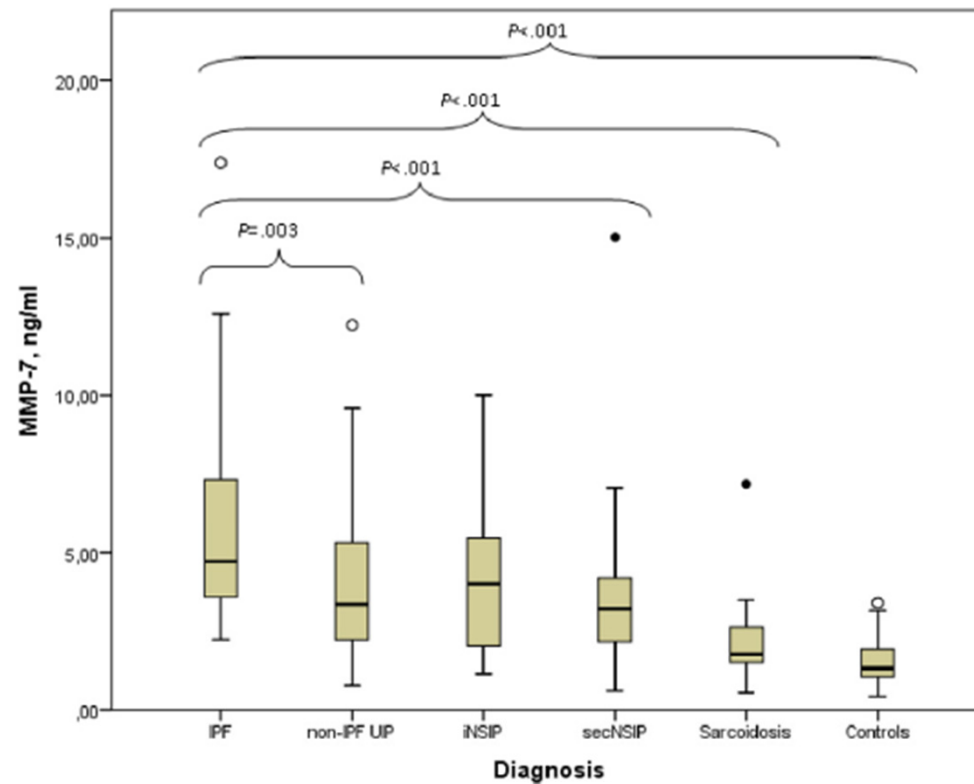 P<.001
20,00
P<.001
P<.001
P=.003
15,00
10,00
5,00
,00
MMP-7, ng/ml
IPF non-IPF UIP iNSIP secNSIP Sarcoidosis Controls
Diagnosis